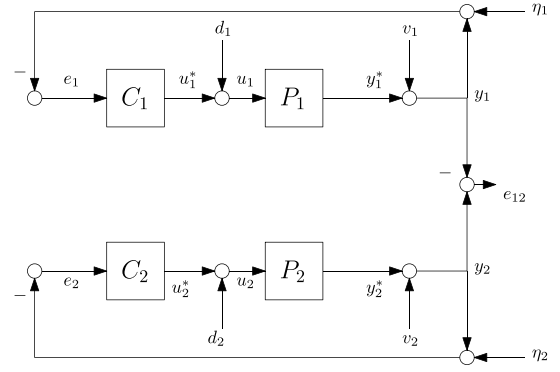 η₁
d₁
v₁
−
e₁
C₁
u₁*
u₁
P₁
y₁*
y₁
−
e₁₂
C₂
P₂
y₂
e₂
u₂*
u₂
y₂*
−
d₂
v₂
η₂